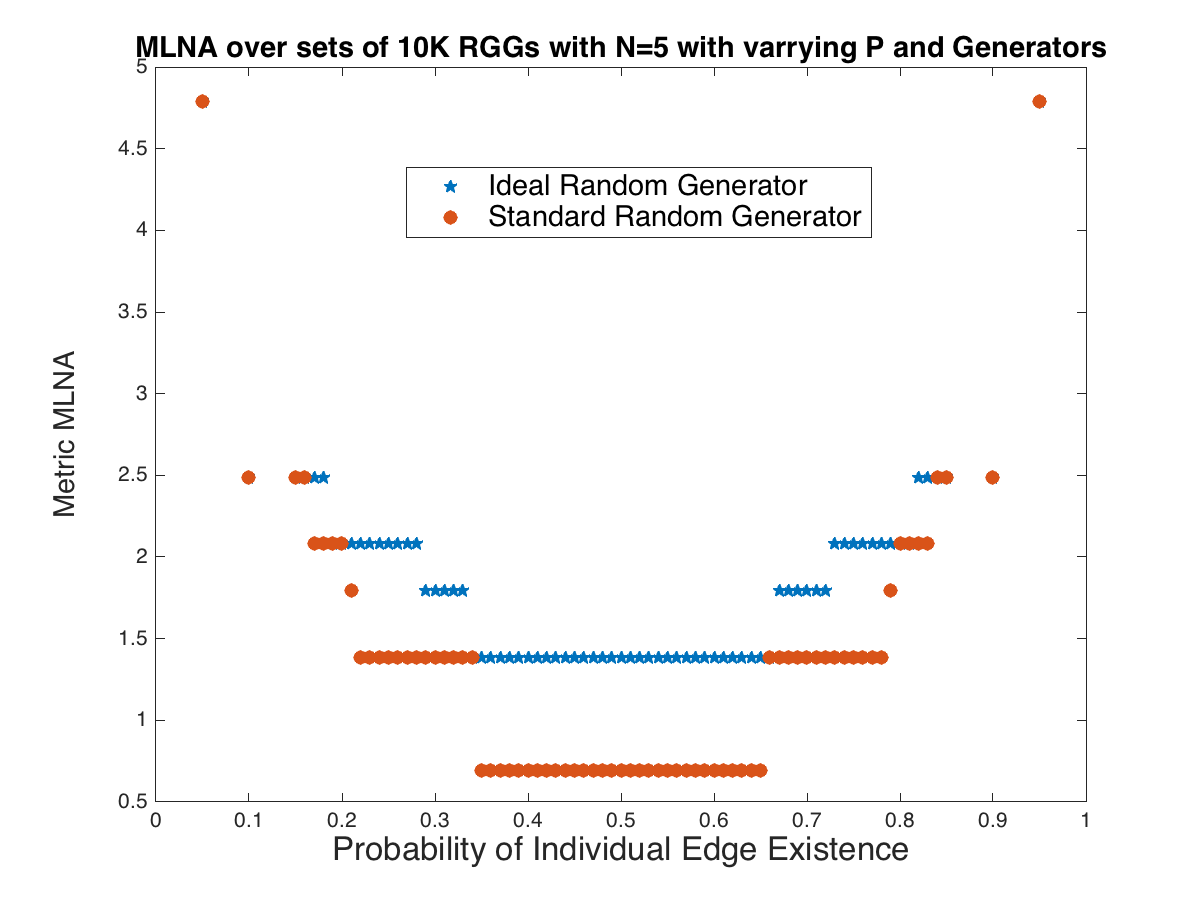 MLNA over sets of 10K RGGs with N=5 with varrying P and Generators
5
4.5
4
3.5
3
2.5
2
1.5
1
0.5
Metric MLNA
Ideal Random Generator
Standard Random Generator
0 0.1 0.2 0.3 0.4 0.5 0.6 0.7 0.8 0.9 1
Probability of Individual Edge Existence